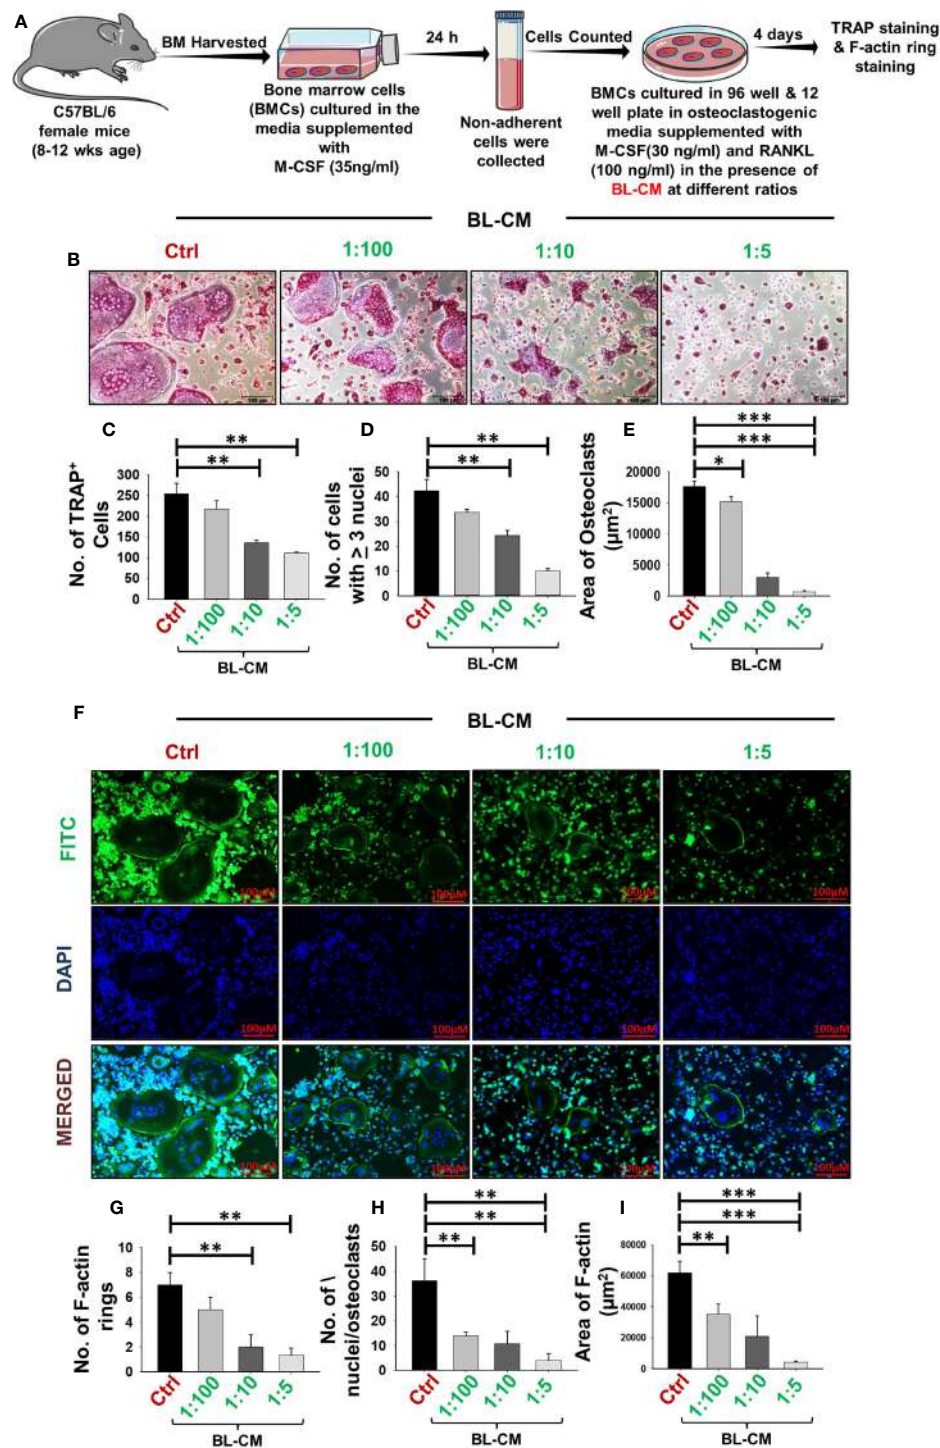 A
BM Harvested
24 h
Cells Counted
4 days
TRAP staining
& F-actin ring
staining
C57BL/6
female mice
(8-12 wks age)
Bone marrow cells
(BMCs) cultured in the
media supplemented
with
M-CSF (35ng/ml)
Non-adherent
cells were
collected
BMCs cultured in 96 well & 12
well plate in osteoclastogenic
media supplemented with
M-CSF(30 ng/ml) and RANKL
(100 ng/ml) in the presence of
BL-CM at different ratios
BL-CM
Ctrl 1:100 1:10 1:5
B
100 µm 100 µm 100 µm 100 µm
C
**
**
No. of TRAP+
Cells
300
250
200
150
100
50
0
Ctrl 1:100 1:10 1:5
BL-CM
D
**
**
No. of cells
with ≥ 3 nuclei
50
40
30
20
10
0
Ctrl 1:100 1:10 1:5
BL-CM
E
***
***
*
Area of Osteoclasts
(µm²)
20000
15000
10000
5000
0
Ctrl 1:100 1:10 1:5
BL-CM
F
BL-CM
Ctrl 1:100 1:10 1:5
FITC
100µM 100µM 100µM 100µM
DAPI
100µM 100µM 100µM 100µM
MERGED
100µM 100µM 100µM 100µM
G
**
**
No. of F-actin
rings
10
8
6
4
2
0
Ctrl 1:100 1:10 1:5
BL-CM
H
**
**
**
No. of \
nuclei/osteoclasts
50
40
30
20
10
0
Ctrl 1:100 1:10 1:5
BL-CM
I
***
***
**
Area of F-actin
(µm²)
80000
60000
40000
20000
0
Ctrl 1:100 1:10 1:5
BL-CM